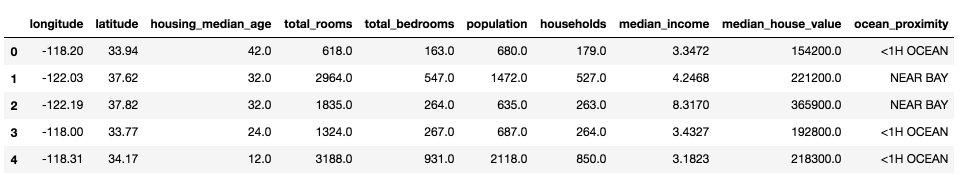 longitude latitude housing_median_age total_rooms total_bedrooms population households median_income median_house_value ocean_proximity
0 -118.20 33.94 42.0 618.0 163.0 680.0 179.0 3.3472 154200.0 <1H OCEAN
1 -122.03 37.62 32.0 2964.0 547.0 1472.0 527.0 4.2468 221200.0 NEAR BAY
2 -122.19 37.82 32.0 1835.0 264.0 635.0 263.0 8.3170 365900.0 NEAR BAY
3 -118.00 33.77 24.0 1324.0 267.0 687.0 264.0 3.4327 192800.0 <1H OCEAN
4 -118.31 34.17 12.0 3188.0 931.0 2118.0 850.0 3.1823 218300.0 <1H OCEAN